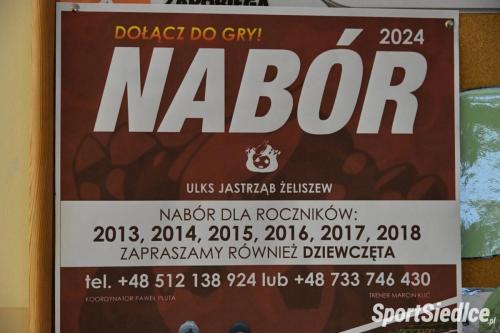 DOŁĄCZ DO GRY!
2024
NABÓR
ULKS JASTRZĄB ŻELISZEW
NABÓR DLA ROCZNIKÓW:
2013, 2014, 2015, 2016, 2017, 2018
ZAPRASZAMY RÓWNIEŻ DZIEWCZĘTA
tel. +48 512 138 924 lub +48 733 746 430
KOORDYNATOR PAWEŁ PLUTA
TRENER MARCIN KLIĆ
SportSiedlce.pl